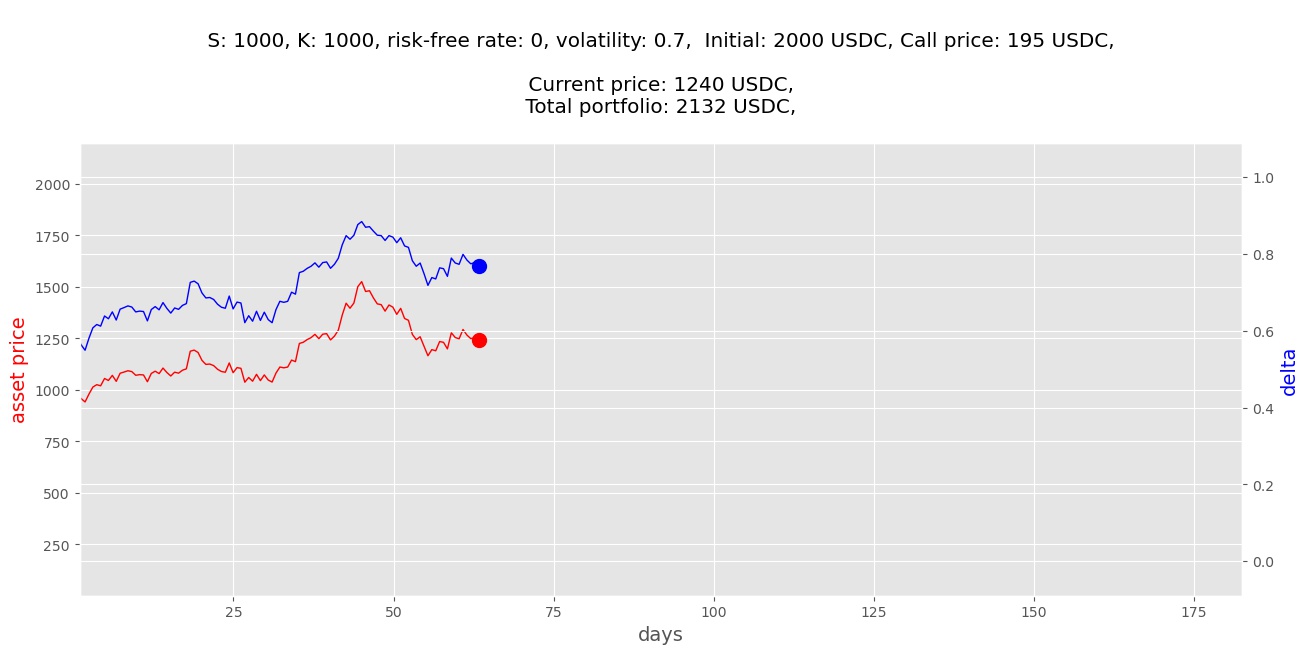 S: 1000, K: 1000, risk-free rate: 0, volatility: 0.7,  Initial: 2000 USDC, Call price: 195 USDC,
Current price: 1240 USDC,
Total portfolio: 2132 USDC,
2000
1750
1500
1250
1000
750
500
250
asset price
1.0
0.8
0.6
0.4
0.2
0.0
delta
25 50 75 100 125 150 175
days